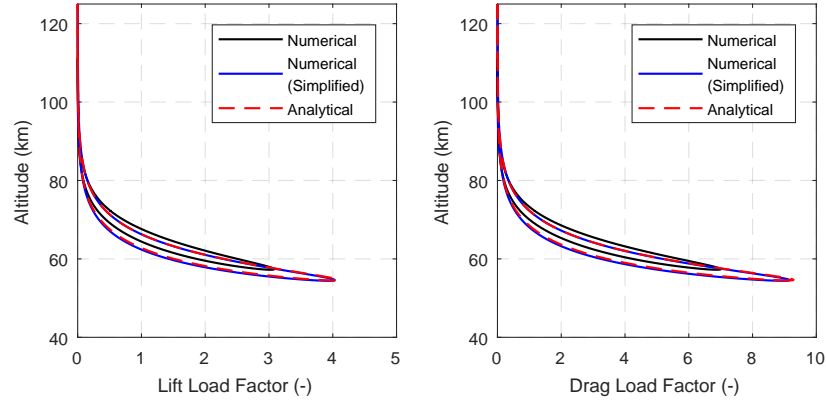 120
100
80
60
40
Altitude (km)
0
1
2
3
4
5
Lift Load Factor (-)
Numerical
Numerical
(Simplified)
Analytical
120
100
80
60
40
Altitude (km)
0
2
4
6
8
10
Drag Load Factor (-)
Numerical
Numerical
(Simplified)
Analytical